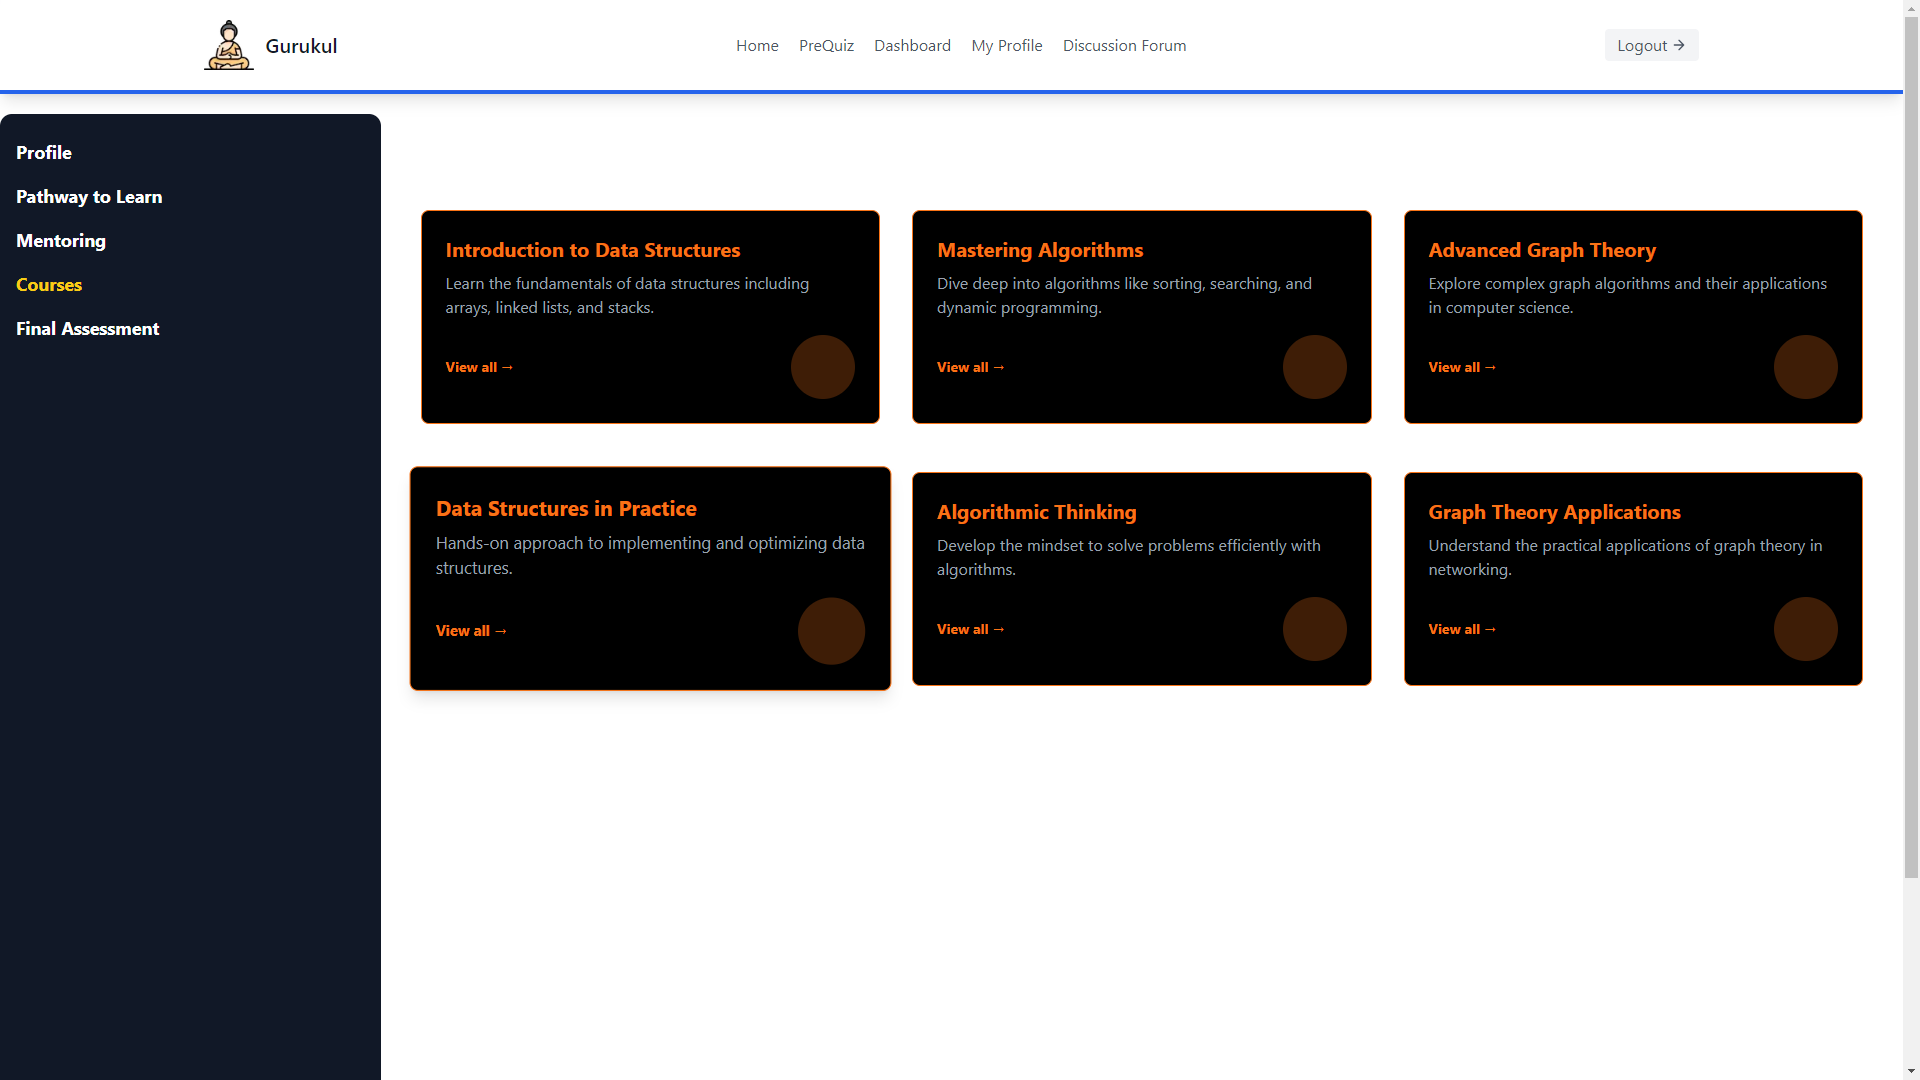 Gurukul
Home PreQuiz Dashboard My Profile Discussion Forum
Logout →
Profile
Pathway to Learn
Mentoring
Courses
Final Assessment
Introduction to Data Structures
Learn the fundamentals of data structures including
arrays, linked lists, and stacks.
View all →
Mastering Algorithms
Dive deep into algorithms like sorting, searching, and
dynamic programming.
View all →
Advanced Graph Theory
Explore complex graph algorithms and their applications
in computer science.
View all →
Data Structures in Practice
Hands-on approach to implementing and optimizing data
structures.
View all →
Algorithmic Thinking
Develop the mindset to solve problems efficiently with
algorithms.
View all →
Graph Theory Applications
Understand the practical applications of graph theory in
networking.
View all →